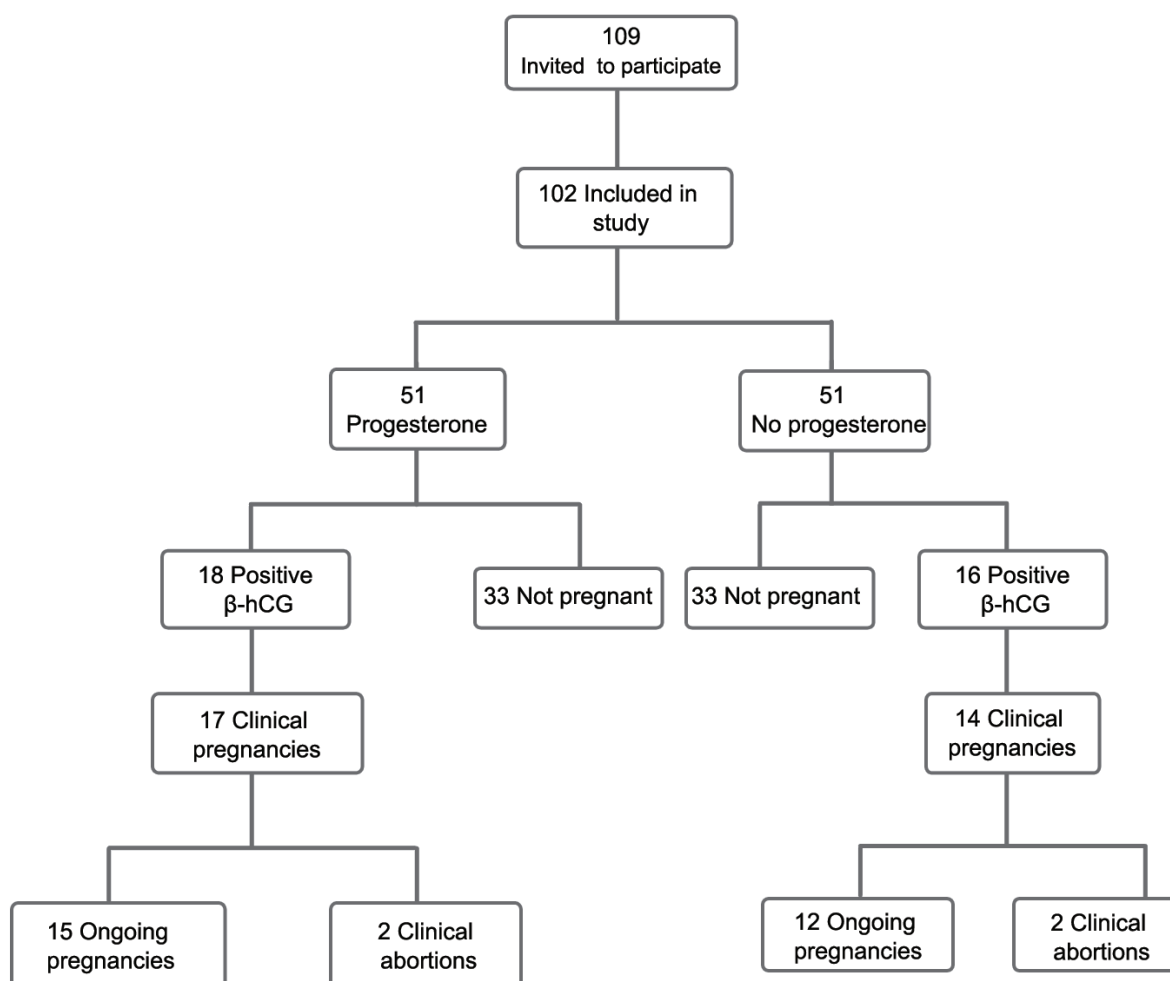 109
Invited to participate
102 Included in
study
51
Progesterone
51
No progesterone
18 Positive
β-hCG
33 Not pregnant
33 Not pregnant
16 Positive
β-hCG
17 Clinical
pregnancies
14 Clinical
pregnancies
15 Ongoing
pregnancies
2 Clinical
abortions
12 Ongoing
pregnancies
2 Clinical
abortions